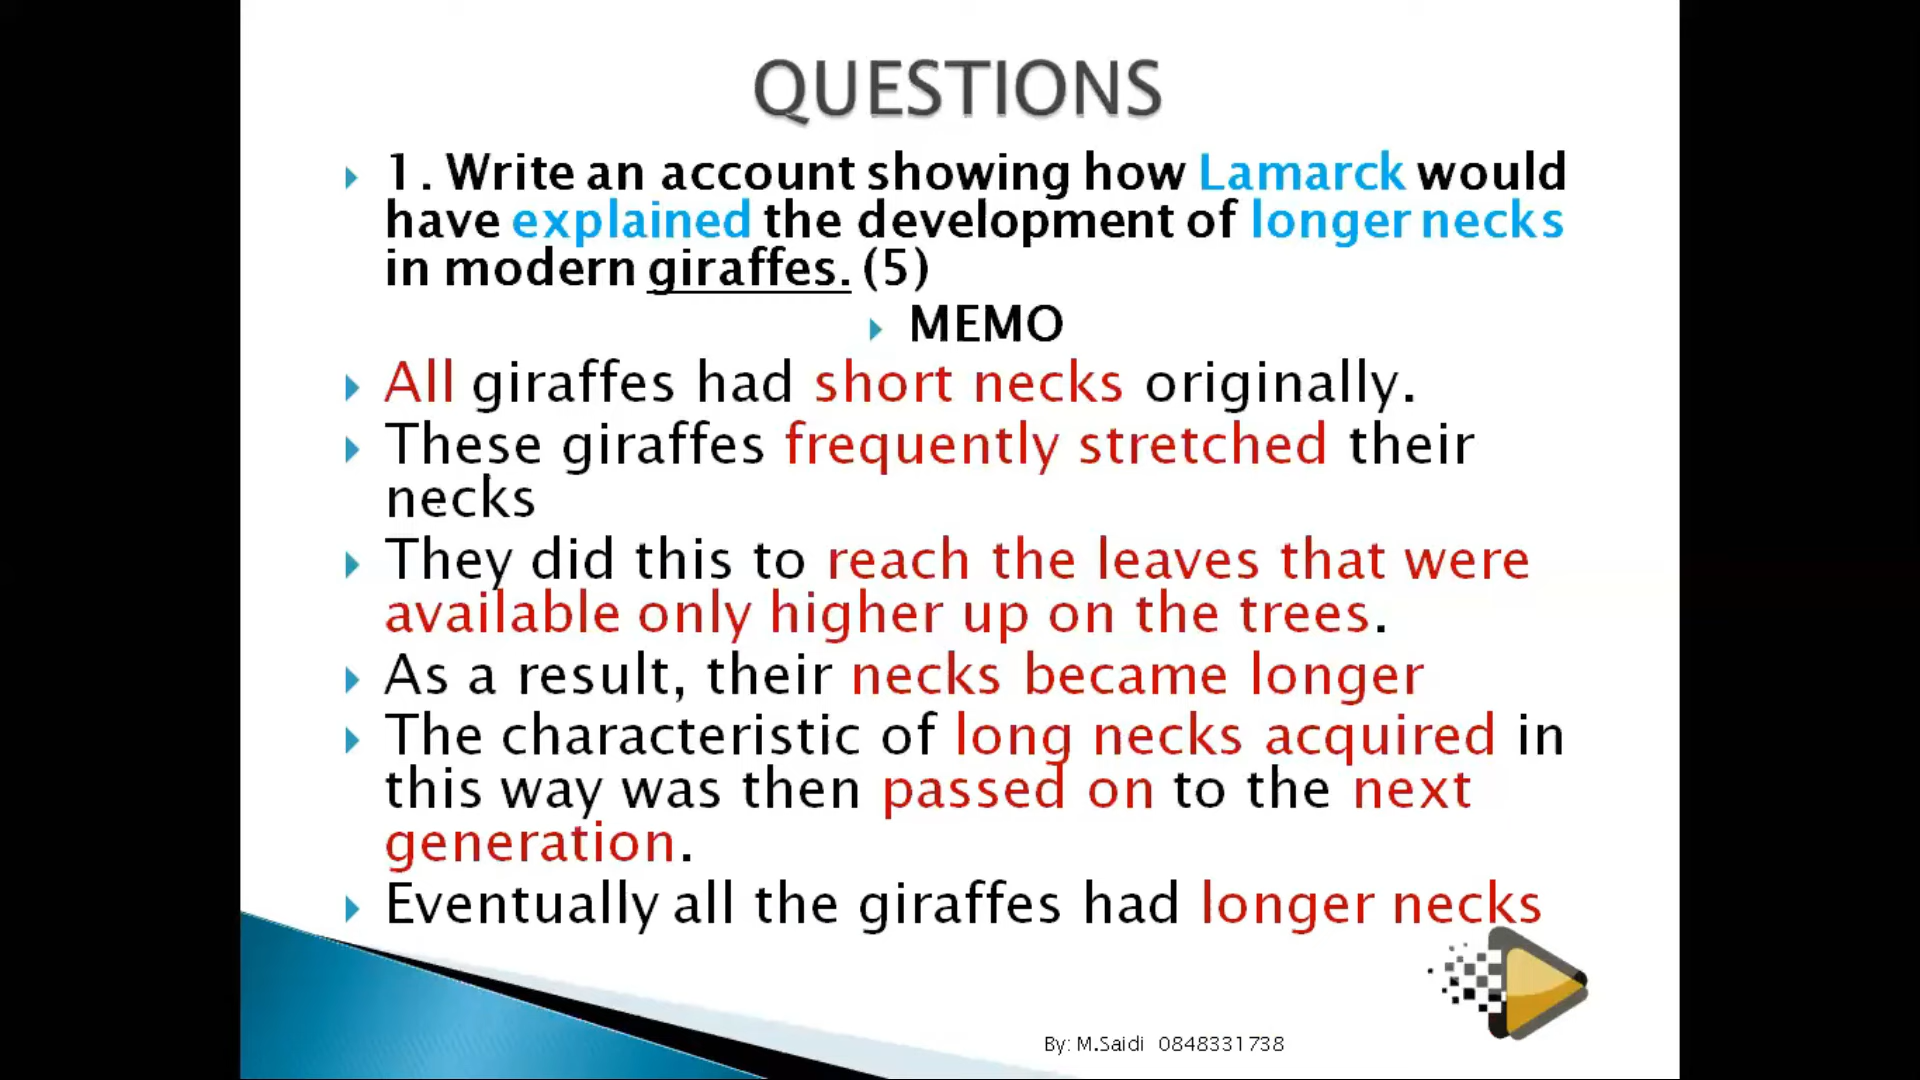 QUESTIONS
1. Write an account showing how Lamarck would
have explained the development of longer necks
in modern giraffes. (5)
MEMO
All giraffes had short necks originally.
These giraffes frequently stretched their
necks
They did this to reach the leaves that were
available only higher up on the trees.
As a result, their necks became longer
The characteristic of long necks acquired in
this way was then passed on to the next
generation.
Eventually all the giraffes had longer necks
By: M.Saidi 0848331738